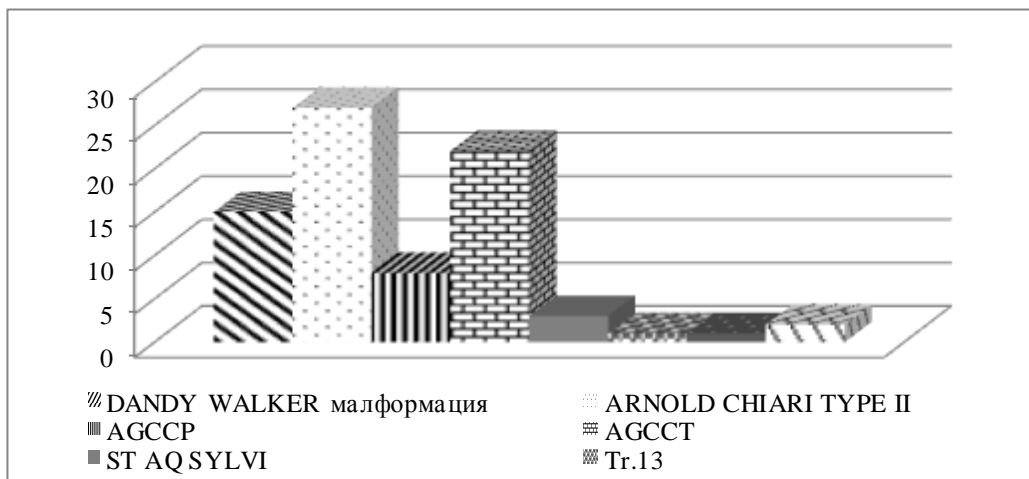 30
25
20
15
10
5
0
DANDY WALKER малформация
ARNOLD CHIARI TYPE II
AGCCP
AGCCT
ST AQ SYLVI
Tr.13